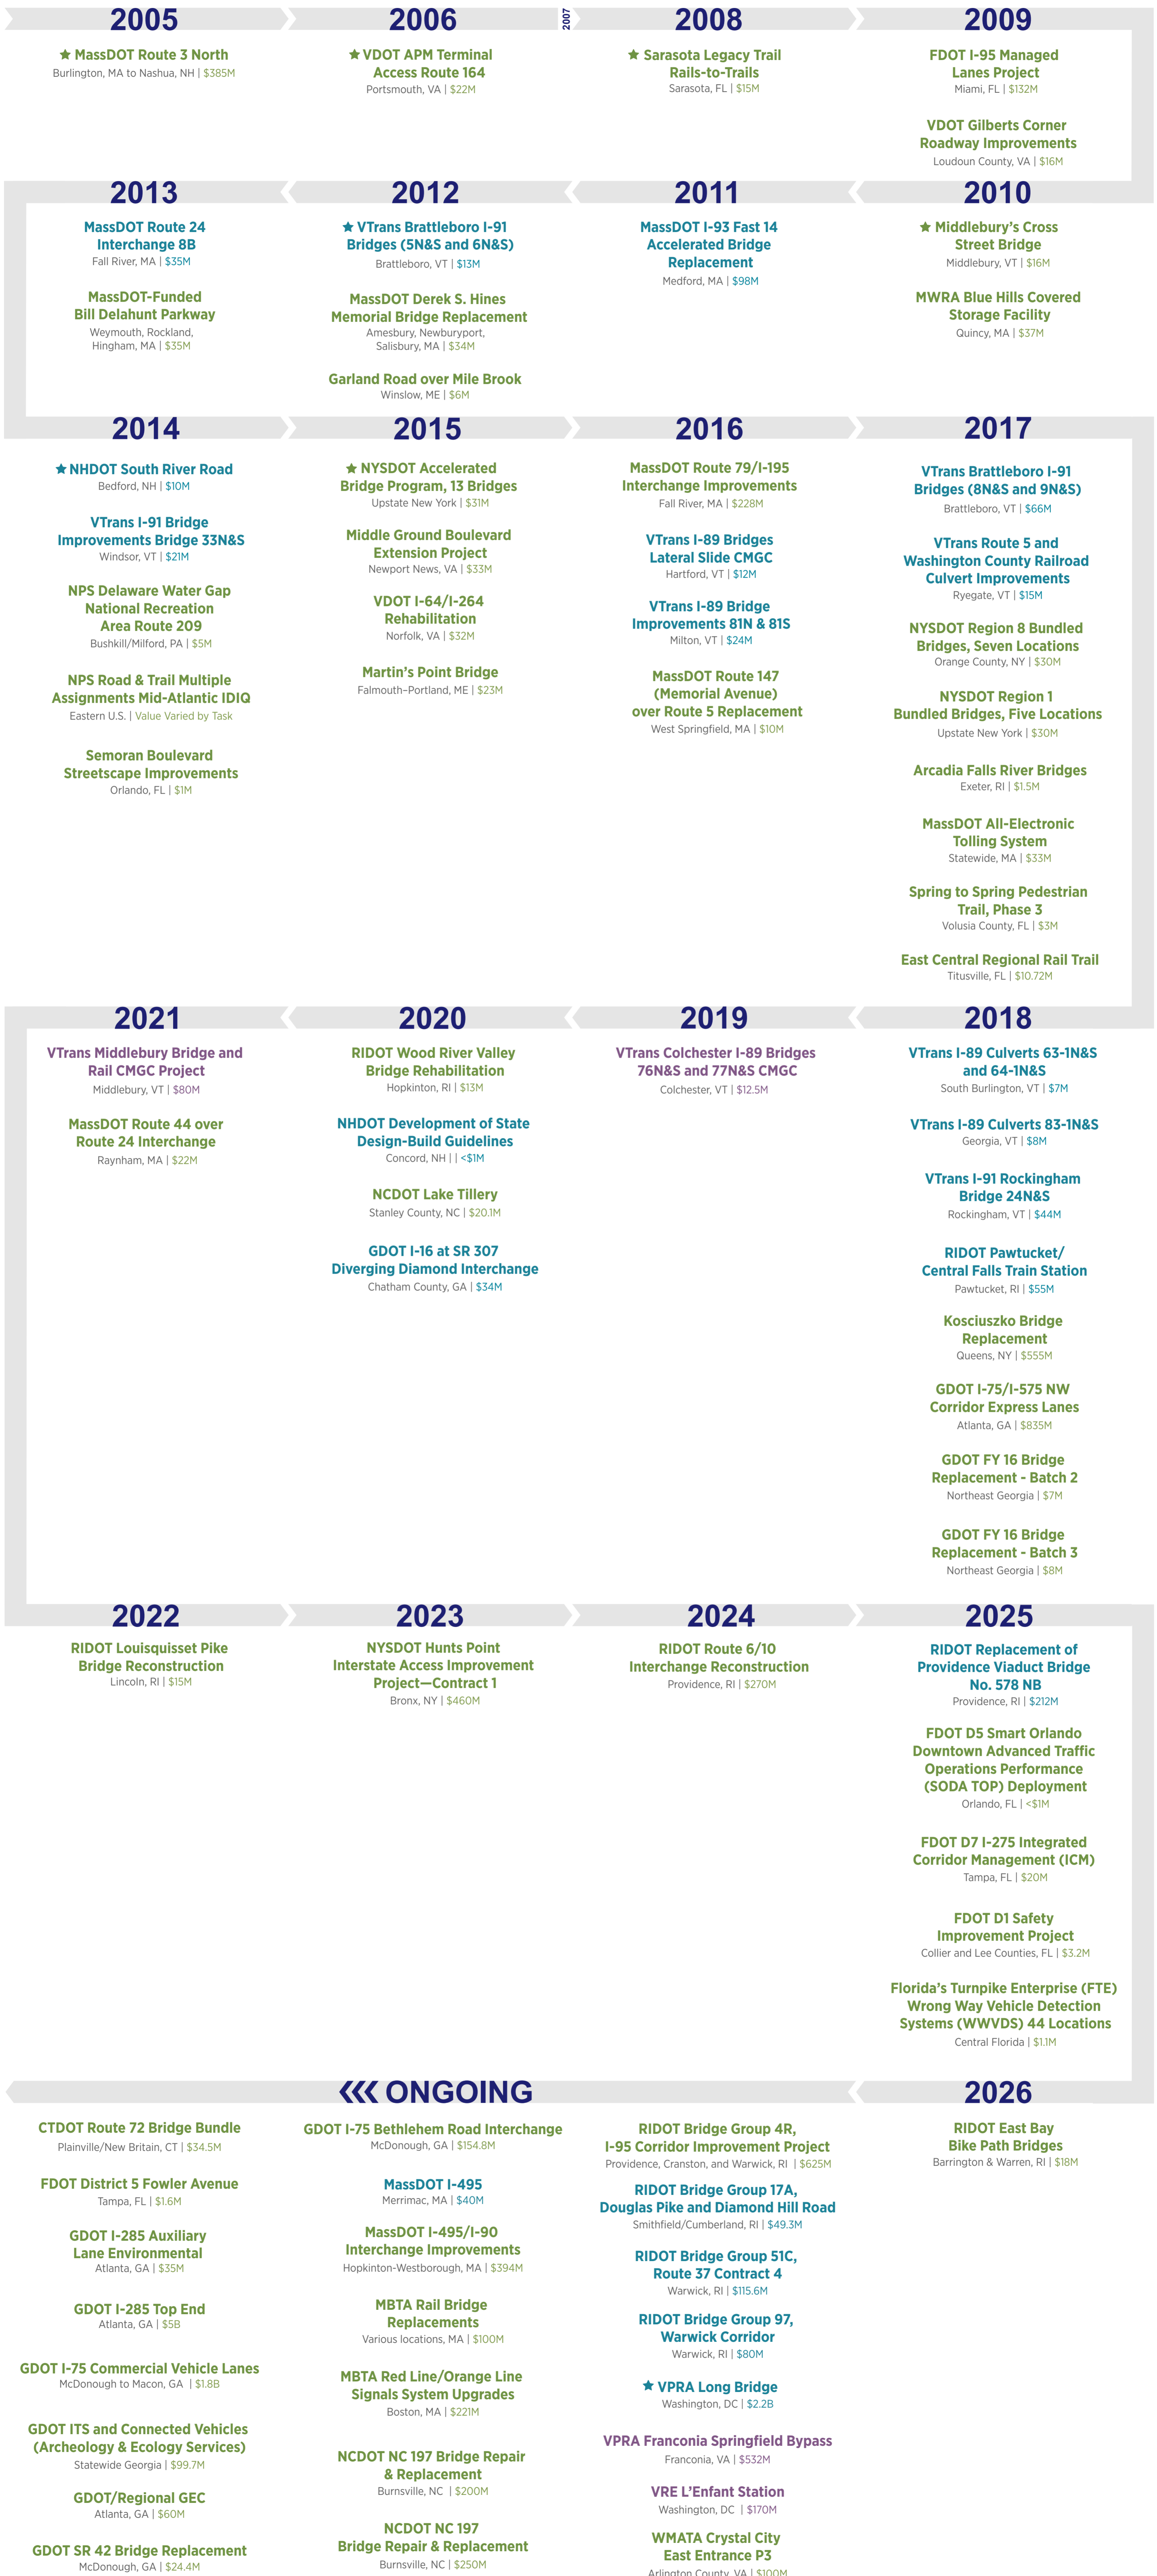 2005
★ MassDOT Route 3 North
Burlington, MA to Nashua, NH | $385M
2006
★ VDOT APM Terminal
Access Route 164
Portsmouth, VA | $22M
2007
2008
★ Sarasota Legacy Trail
Rails-to-Trails
Sarasota, FL | $15M
2009
FDOT I-95 Managed
Lanes Project
Miami, FL | $132M
VDOT Gilberts Corner
Roadway Improvements
Loudoun County, VA | $16M
2013
MassDOT Route 24
Interchange 8B
Fall River, MA | $35M
MassDOT-Funded
Bill Delahunt Parkway
Weymouth, Rockland,
Hingham, MA | $35M
2012
★ VTrans Brattleboro I-91
Bridges (5N&S and 6N&S)
Brattleboro, VT | $13M
MassDOT Derek S. Hines
Memorial Bridge Replacement
Amesbury, Newburyport,
Salisbury, MA | $34M
Garland Road over Mile Brook
Winslow, ME | $6M
2011
MassDOT I-93 Fast 14
Accelerated Bridge
Replacement
Medford, MA | $98M
2010
★ Middlebury’s Cross
Street Bridge
Middlebury, VT | $16M
MWRA Blue Hills Covered
Storage Facility
Quincy, MA | $37M
2014
★ NHDOT South River Road
Bedford, NH | $10M
VTrans I-91 Bridge
Improvements Bridge 33N&S
Windsor, VT | $21M
NPS Delaware Water Gap
National Recreation
Area Route 209
Bushkill/Milford, PA | $5M
NPS Road & Trail Multiple
Assignments Mid-Atlantic IDIQ
Eastern U.S. | Value Varied by Task
Semoran Boulevard
Streetscape Improvements
Orlando, FL | $1M
2015
★ NYSDOT Accelerated
Bridge Program, 13 Bridges
Upstate New York | $31M
Middle Ground Boulevard
Extension Project
Newport News, VA | $33M
VDOT I-64/I-264
Rehabilitation
Norfolk, VA | $32M
Martin’s Point Bridge
Falmouth–Portland, ME | $23M
2016
MassDOT Route 79/I-195
Interchange Improvements
Fall River, MA | $228M
VTrans I-89 Bridges
Lateral Slide CMGC
Hartford, VT | $12M
VTrans I-89 Bridge
Improvements 81N & 81S
Milton, VT | $24M
MassDOT Route 147
(Memorial Avenue)
over Route 5 Replacement
West Springfield, MA | $10M
2017
VTrans Brattleboro I-91
Bridges (8N&S and 9N&S)
Brattleboro, VT | $66M
VTrans Route 5 and
Washington County Railroad
Culvert Improvements
Ryegate, VT | $15M
NYSDOT Region 8 Bundled
Bridges, Seven Locations
Orange County, NY | $30M
NYSDOT Region 1
Bundled Bridges, Five Locations
Upstate New York | $30M
Arcadia Falls River Bridges
Exeter, RI | $1.5M
MassDOT All-Electronic
Tolling System
Statewide, MA | $33M
Spring to Spring Pedestrian
Trail, Phase 3
Volusia County, FL | $3M
East Central Regional Rail Trail
Titusville, FL | $10.72M
2021
VTrans Middlebury Bridge and
Rail CMGC Project
Middlebury, VT | $80M
MassDOT Route 44 over
Route 24 Interchange
Raynham, MA | $22M
2020
RIDOT Wood River Valley
Bridge Rehabilitation
Hopkinton, RI | $13M
NHDOT Development of State
Design-Build Guidelines
Concord, NH | | <$1M
NCDOT Lake Tillery
Stanley County, NC | $20.1M
GDOT I-16 at SR 307
Diverging Diamond Interchange
Chatham County, GA | $34M
2019
VTrans Colchester I-89 Bridges
76N&S and 77N&S CMGC
Colchester, VT | $12.5M
2018
VTrans I-89 Culverts 63-1N&S
and 64-1N&S
South Burlington, VT | $7M
VTrans I-89 Culverts 83-1N&S
Georgia, VT | $8M
VTrans I-91 Rockingham
Bridge 24N&S
Rockingham, VT | $44M
RIDOT Pawtucket/
Central Falls Train Station
Pawtucket, RI | $55M
Kosciuszko Bridge
Replacement
Queens, NY | $555M
GDOT I-75/I-575 NW
Corridor Express Lanes
Atlanta, GA | $835M
GDOT FY 16 Bridge
Replacement - Batch 2
Northeast Georgia | $7M
GDOT FY 16 Bridge
Replacement - Batch 3
Northeast Georgia | $8M
2022
RIDOT Louisquisset Pike
Bridge Reconstruction
Lincoln, RI | $15M
2023
NYSDOT Hunts Point
Interstate Access Improvement
Project—Contract 1
Bronx, NY | $460M
2024
RIDOT Route 6/10
Interchange Reconstruction
Providence, RI | $270M
2025
RIDOT Replacement of
Providence Viaduct Bridge
No. 578 NB
Providence, RI | $212M
FDOT D5 Smart Orlando
Downtown Advanced Traffic
Operations Performance
(SODA TOP) Deployment
Orlando, FL | <$1M
FDOT D7 I-275 Integrated
Corridor Management (ICM)
Tampa, FL | $20M
FDOT D1 Safety
Improvement Project
Collier and Lee Counties, FL | $3.2M
Florida’s Turnpike Enterprise (FTE)
Wrong Way Vehicle Detection
Systems (WWVDS) 44 Locations
Central Florida | $1.1M
ONGOING
CTDOT Route 72 Bridge Bundle
Plainville/New Britain, CT | $34.5M
FDOT District 5 Fowler Avenue
Tampa, FL | $1.6M
GDOT I-285 Auxiliary
Lane Environmental
Atlanta, GA | $35M
GDOT I-285 Top End
Atlanta, GA | $5B
GDOT I-75 Commercial Vehicle Lanes
McDonough to Macon, GA | $1.8B
GDOT ITS and Connected Vehicles
(Archeology & Ecology Services)
Statewide Georgia | $99.7M
GDOT/Regional GEC
Atlanta, GA | $60M
GDOT SR 42 Bridge Replacement
McDonough, GA | $24.4M
GDOT I-75 Bethlehem Road Interchange
McDonough, GA | $154.8M
MassDOT I-495
Merrimac, MA | $40M
MassDOT I-495/I-90
Interchange Improvements
Hopkinton-Westborough, MA | $394M
MBTA Rail Bridge
Replacements
Various locations, MA | $100M
MBTA Red Line/Orange Line
Signals System Upgrades
Boston, MA | $221M
NCDOT NC 197 Bridge Repair
& Replacement
Burnsville, NC | $200M
NCDOT NC 197
Bridge Repair & Replacement
Burnsville, NC | $250M
RIDOT Bridge Group 4R,
I-95 Corridor Improvement Project
Providence, Cranston, and Warwick, RI | $625M
RIDOT Bridge Group 17A,
Douglas Pike and Diamond Hill Road
Smithfield/Cumberland, RI | $49.3M
RIDOT Bridge Group 51C,
Route 37 Contract 4
Warwick, RI | $115.6M
RIDOT Bridge Group 97,
Warwick Corridor
Warwick, RI | $80M
★ VPRA Long Bridge
Washington, DC | $2.2B
VPRA Franconia Springfield Bypass
Franconia, VA | $532M
VRE L’Enfant Station
Washington, DC | $170M
WMATA Crystal City
East Entrance P3
Arlington County, VA | $100M
2026
RIDOT East Bay
Bike Path Bridges
Barrington & Warren, RI | $18M